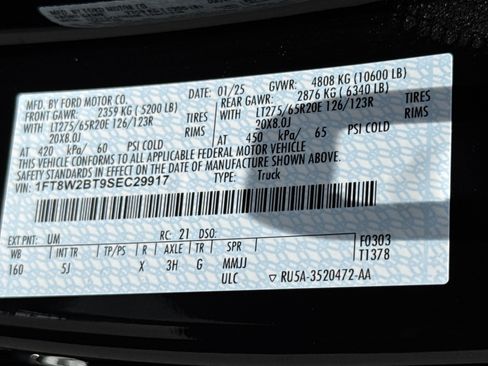 MFD. BY FORD MOTOR CO.
DATE: 01/25 GVWR: 4808 KG (10600 LB)
FRONT GAWR: 2359 KG (5200 LB) REAR GAWR: 2876 KG (6340 LB)
WITH LT275/65R20E 126/123R TIRES WITH LT275/65R20E 126/123R TIRES
WITH 20X8.0J RIMS WITH 20X8.0J RIMS
AT 420 kPa/ 60 PSI COLD AT 450 kPa/ 65 PSI COLD
THIS VEHICLE CONFORMS TO ALL APPLICABLE FEDERAL MOTOR VEHICLE
SAFETY STANDARDS IN EFFECT ON THE DATE OF MANUFACTURE SHOWN ABOVE.
VIN: 1FT8W2BT9SEC29917 TYPE: Truck
EXT PNT: UM RC: 21 DSO:
WB INT TR TP/PS R AXLE TR SPR F0303
160 5J X 3H G MMJJ T1378
ULC RU5A-3520472-AA